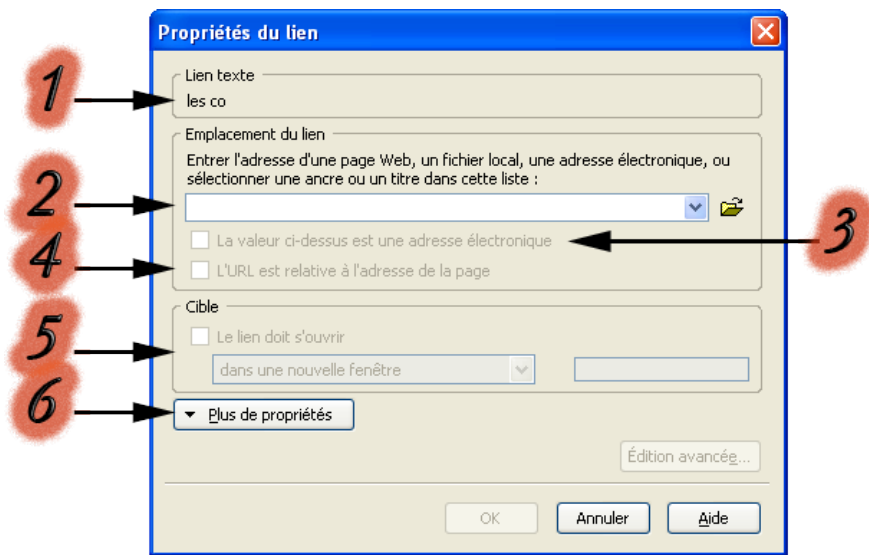 Propriétés du lien
Lien texte
1
les co
Emplacement du lien
Entrer l'adresse d'une page Web, un fichier local, une adresse électronique, ou
sélectionner une ancre ou un titre dans cette liste :
2
La valeur ci-dessus est une adresse électronique
3
4
L'URL est relative à l'adresse de la page
Cible
Le lien doit s'ouvrir
5
dans une nouvelle fenêtre
6
Plus de propriétés
Édition avancée...
OK Annuler Aide